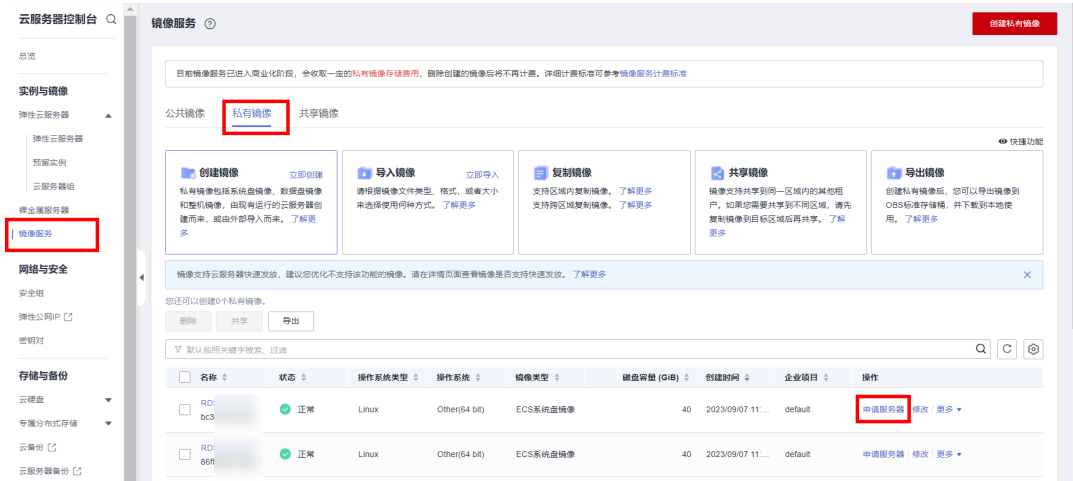 云服务器控制台
总览
实例与镜像
弹性云服务器
弹性云服务器
预留实例
云服务器组
裸金属服务器
镜像服务
网络与安全
安全组
弹性公网IP
密钥对
存储与备份
云硬盘
专属分布式存储
云备份
云服务器备份
镜像服务
创建私有镜像
目前镜像服务已进入商业化阶段，会收取一定的私有镜像存储费用，删除创建的镜像后将不再计费。详细计费标准可参考镜像服务计费标准
公共镜像 私有镜像 共享镜像
快捷功能
创建镜像 立即创建
私有镜像包括系统盘镜像、数据盘镜像
和整机镜像，由现有运行的云服务器创
建而来，或由外部导入而来。 了解更
多
导入镜像 立即导入
请根据镜像文件类型，格式，或者大小
来选择使用何种方式。 了解更多
复制镜像
支持区域内复制镜像。 了解更多
支持跨区域复制镜像。 了解更多
共享镜像
镜像支持共享到同一区域内的其他租
户。如果您需要共享到不同区域，请先
复制镜像到目标区域后再共享。 了解
更多
导出镜像
创建私有镜像后，您可以导出镜像到
OBS标准存储桶，并下载到本地使
用。 了解更多
镜像支持云服务器快速发放，建议您优化不支持该功能的镜像。请在详情页面查看镜像是否支持快速发放。 了解更多
您还可以创建0个私有镜像。
删除 共享 导出
默认按照关键字搜索、过滤
名称 状态 操作系统类型 操作系统 镜像类型 磁盘容量 (GiB) 创建时间 企业项目 操作
RDS
bc3
正常 Linux Other(64 bit) ECS系统盘镜像 40 2023/09/07 11:... default 申请服务器 修改 更多
RDS
86f
正常 Linux Other(64 bit) ECS系统盘镜像 40 2023/09/07 11:... default 申请服务器 修改 更多